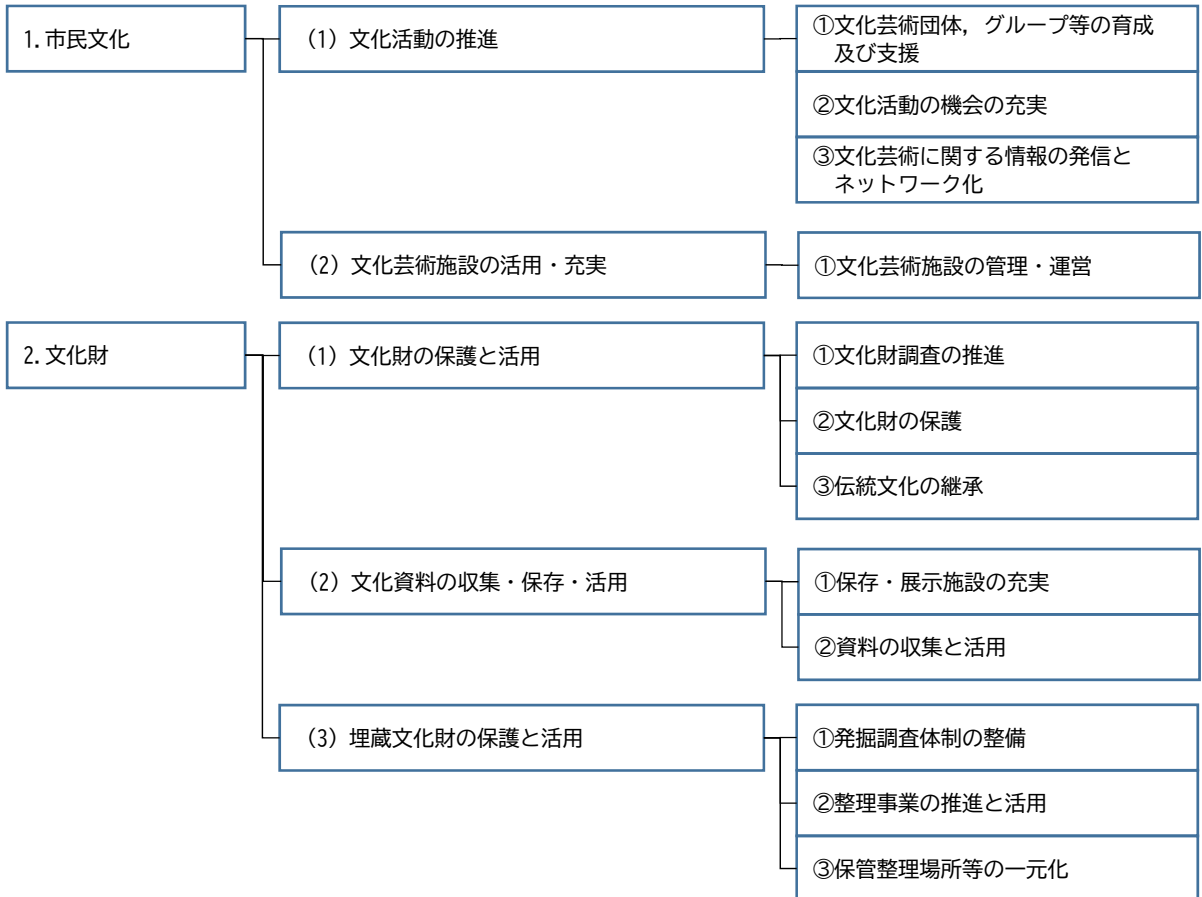 1.市民文化
(1) 文化活動の推進
①文化芸術団体，グループ等の育成
及び支援
②文化活動の機会の充実
③文化芸術に関する情報の発信と
ネットワーク化
(2) 文化芸術施設の活用・充実
①文化芸術施設の管理・運営
2.文化財
(1) 文化財の保護と活用
①文化財調査の推進
②文化財の保護
③伝統文化の継承
(2) 文化資料の収集・保存・活用
①保存・展示施設の充実
②資料の収集と活用
(3) 埋蔵文化財の保護と活用
①発掘調査体制の整備
②整理事業の推進と活用
③保管整理場所等の一元化